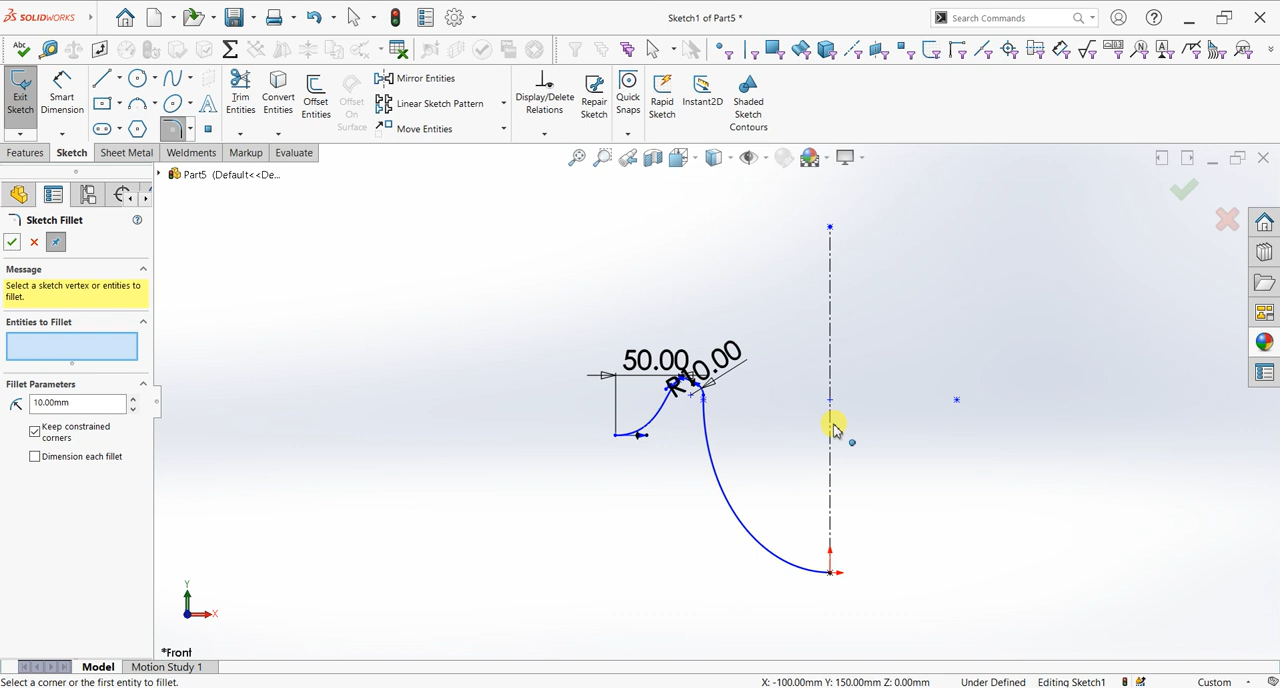 SOLIDWORKS
Sketch1 of Part5 *
Search Commands
Exit Sketch
Smart Dimension
Trim Entities
Convert Entities
Offset Entities
Offset On Surface
Mirror Entities
Linear Sketch Pattern
Move Entities
Display/Delete Relations
Repair Sketch
Quick Snaps
Rapid Sketch
Instant2D
Shaded Sketch Contours
Features
Sketch
Sheet Metal
Weldments
Markup
Evaluate
Part5 (Default<<De...
Sketch Fillet
Message
Select a sketch vertex or entities to
fillet.
Entities to Fillet
Fillet Parameters
10.00mm
Keep constrained
corners
Dimension each fillet
50.00
R10.00
Y
X
*Front
Model
Motion Study 1
Select a corner or the first entity to fillet.
X: -100.00mm Y: 150.00mm Z: 0.00mm
Under Defined
Editing Sketch1
Custom